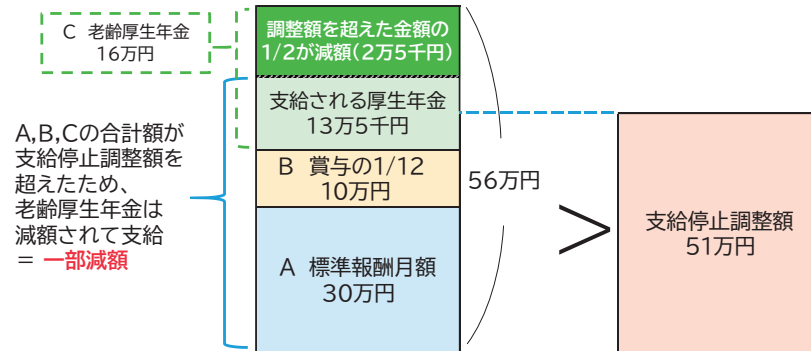 C 老齢厚生年金
16万円
調整額を超えた金額の
1/2が減額(2万5千円)
支給される厚生年金
13万5千円
A,B,Cの合計額が
支給停止調整額を
超えたため、
老齢厚生年金は
減額されて支給
= 一部減額
B 賞与の1/12
10万円
56万円
A 標準報酬月額
30万円
>
支給停止調整額
51万円